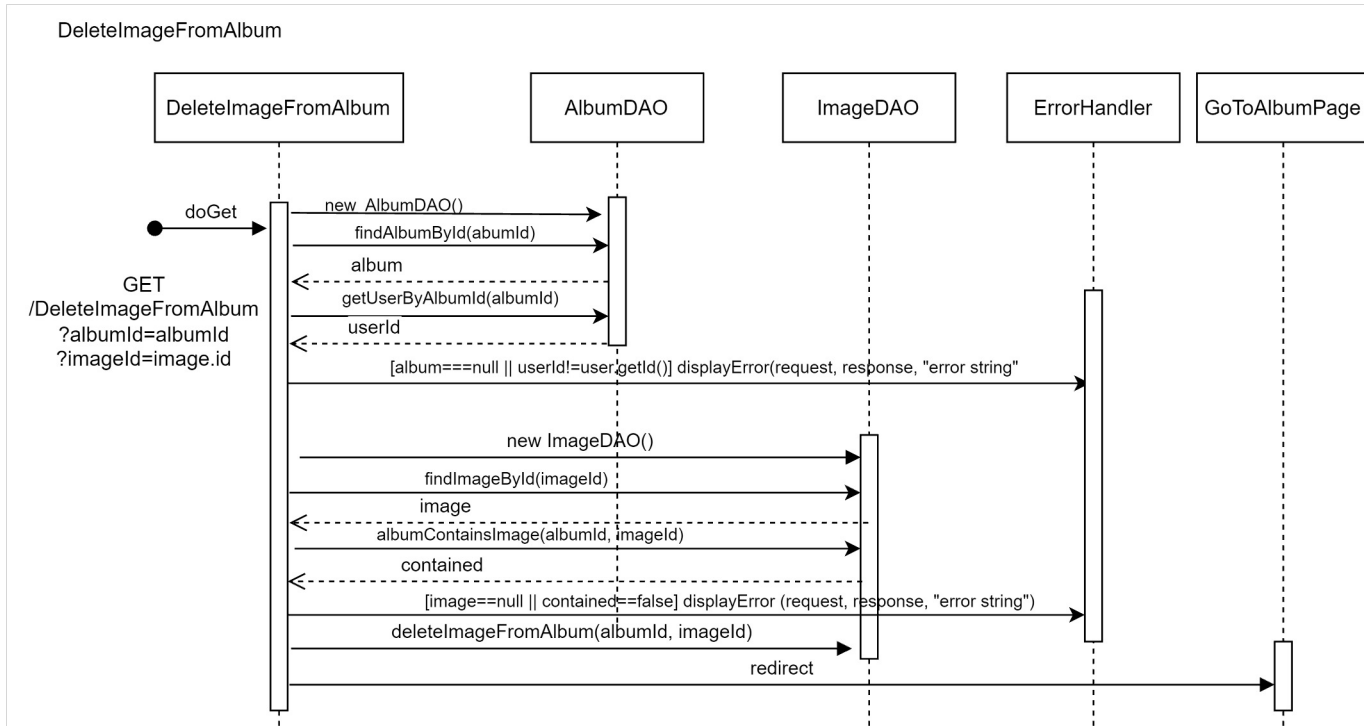 DeleteImageFromAlbum
DeleteImageFromAlbum
AlbumDAO
ImageDAO
ErrorHandler
GoToAlbumPage
doGet
new AlbumDAO()
findAlbumById(abumId)
album
GET
/DeleteImageFromAlbum
?albumId=albumId
?imageId=image.id
getUserByAlbumId(albumId)
userId
[album===null || userId!=user.getId()] displayError(request, response, "error string"
new ImageDAO()
findImageById(imageId)
image
albumContainsImage(albumId, imageId)
contained
[image==null || contained==false] displayError (request, response, "error string")
deleteImageFromAlbum(albumId, imageId)
redirect